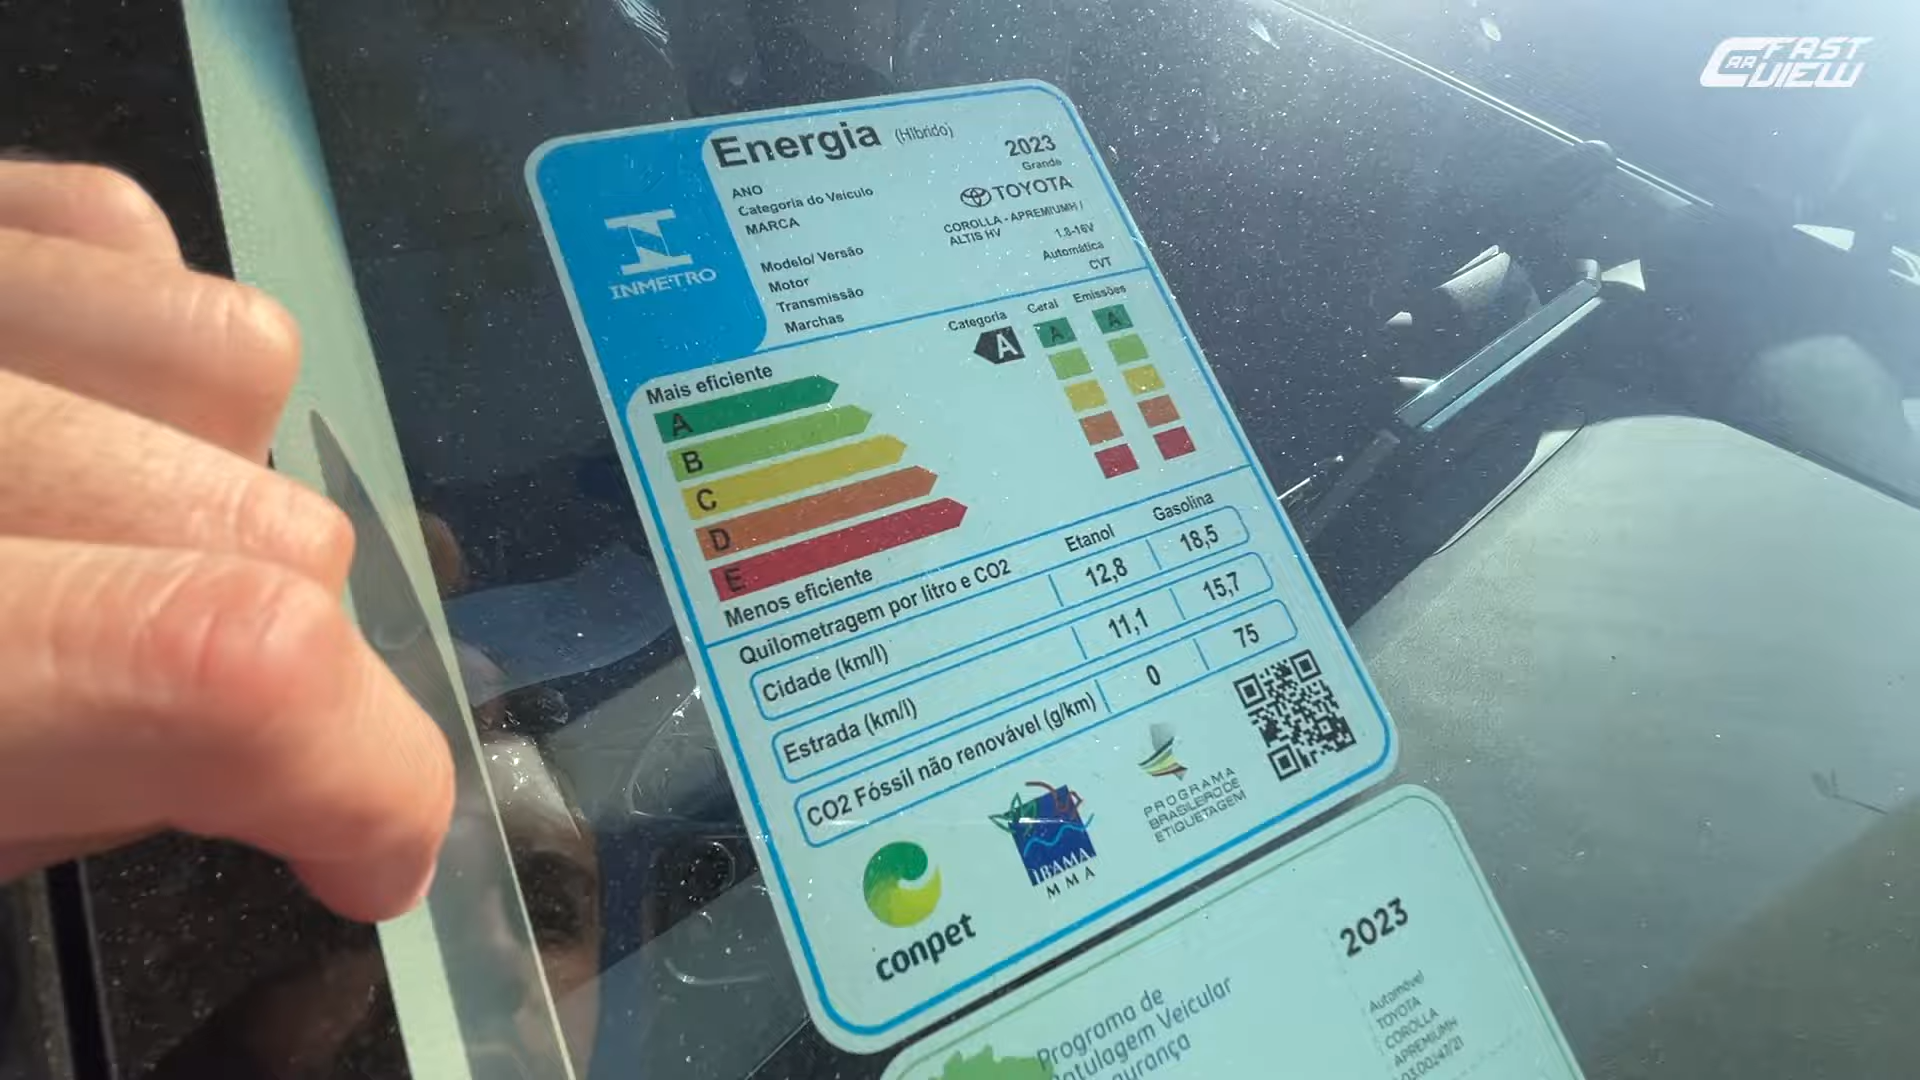 FAST
CAR VIEW
Energia (Híbrido)
ANO 2023
Categoria do Veículo Grande
MARCA TOYOTA
Modelo/ Versão COROLLA - APREMIUMH /
ALTIS HV
Motor 1.8-16V
Transmissão Automática
Marchas CVT
INMETRO
Categoria Geral Emissões
A A A
Mais eficiente
A
B
C
D
E
Menos eficiente
Quilometragem por litro e CO2 Etanol Gasolina
Cidade (km/l) 12,8 18,5
Estrada (km/l) 11,1 15,7
CO2 Fóssil não renovável (g/km) 0 75
conpet
IBAMA
M M A
PROGRAMA
BRASILEIRO DE
ETIQUETAGEM
2023
Programa de
Rotulagem Veicular
Automóvel
TOYOTA
COROLLA
APREMIUMH